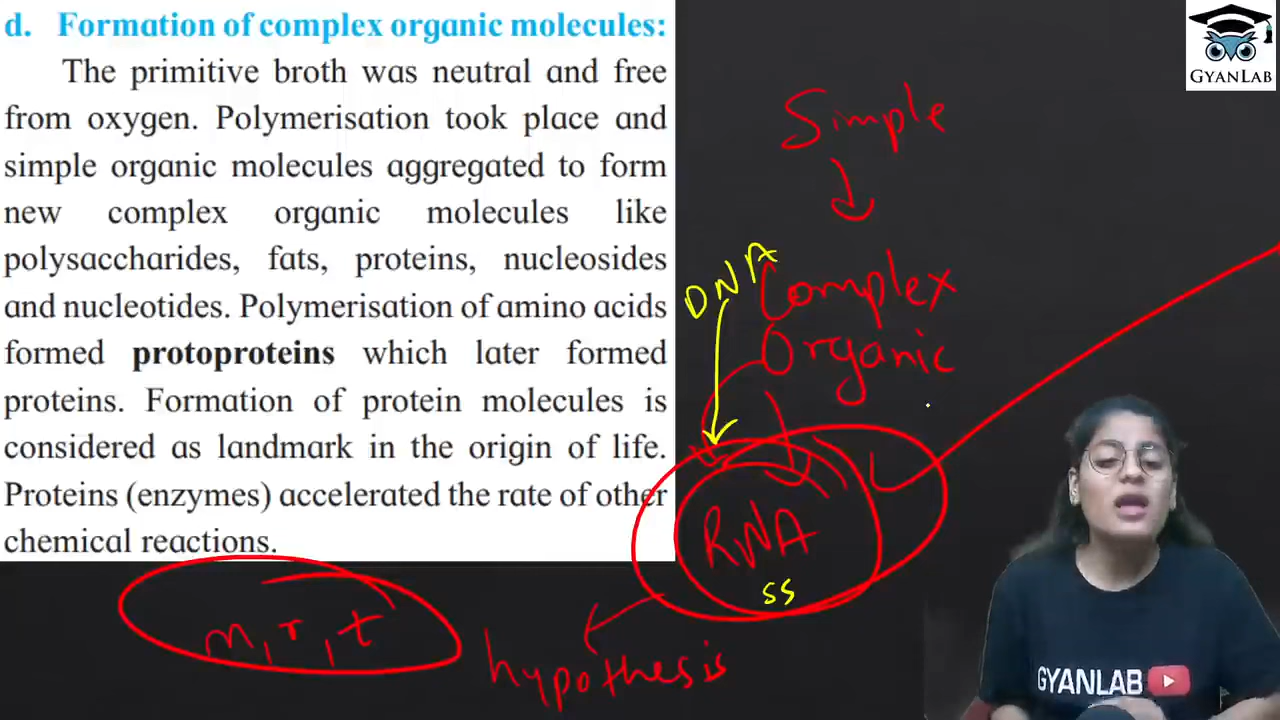 d. Formation of complex organic molecules:
The primitive broth was neutral and free
from oxygen. Polymerisation took place and
simple organic molecules aggregated to form
new complex organic molecules like
polysaccharides, fats, proteins, nucleosides
and nucleotides. Polymerisation of amino acids
formed protoproteins which later formed
proteins. Formation of protein molecules is
considered as landmark in the origin of life.
Proteins (enzymes) accelerated the rate of other
chemical reactions.
Simple
DNA
Complex
Organic
RNA
ss
m, r, t
hypothesis
GYANLAB
GYANLAB